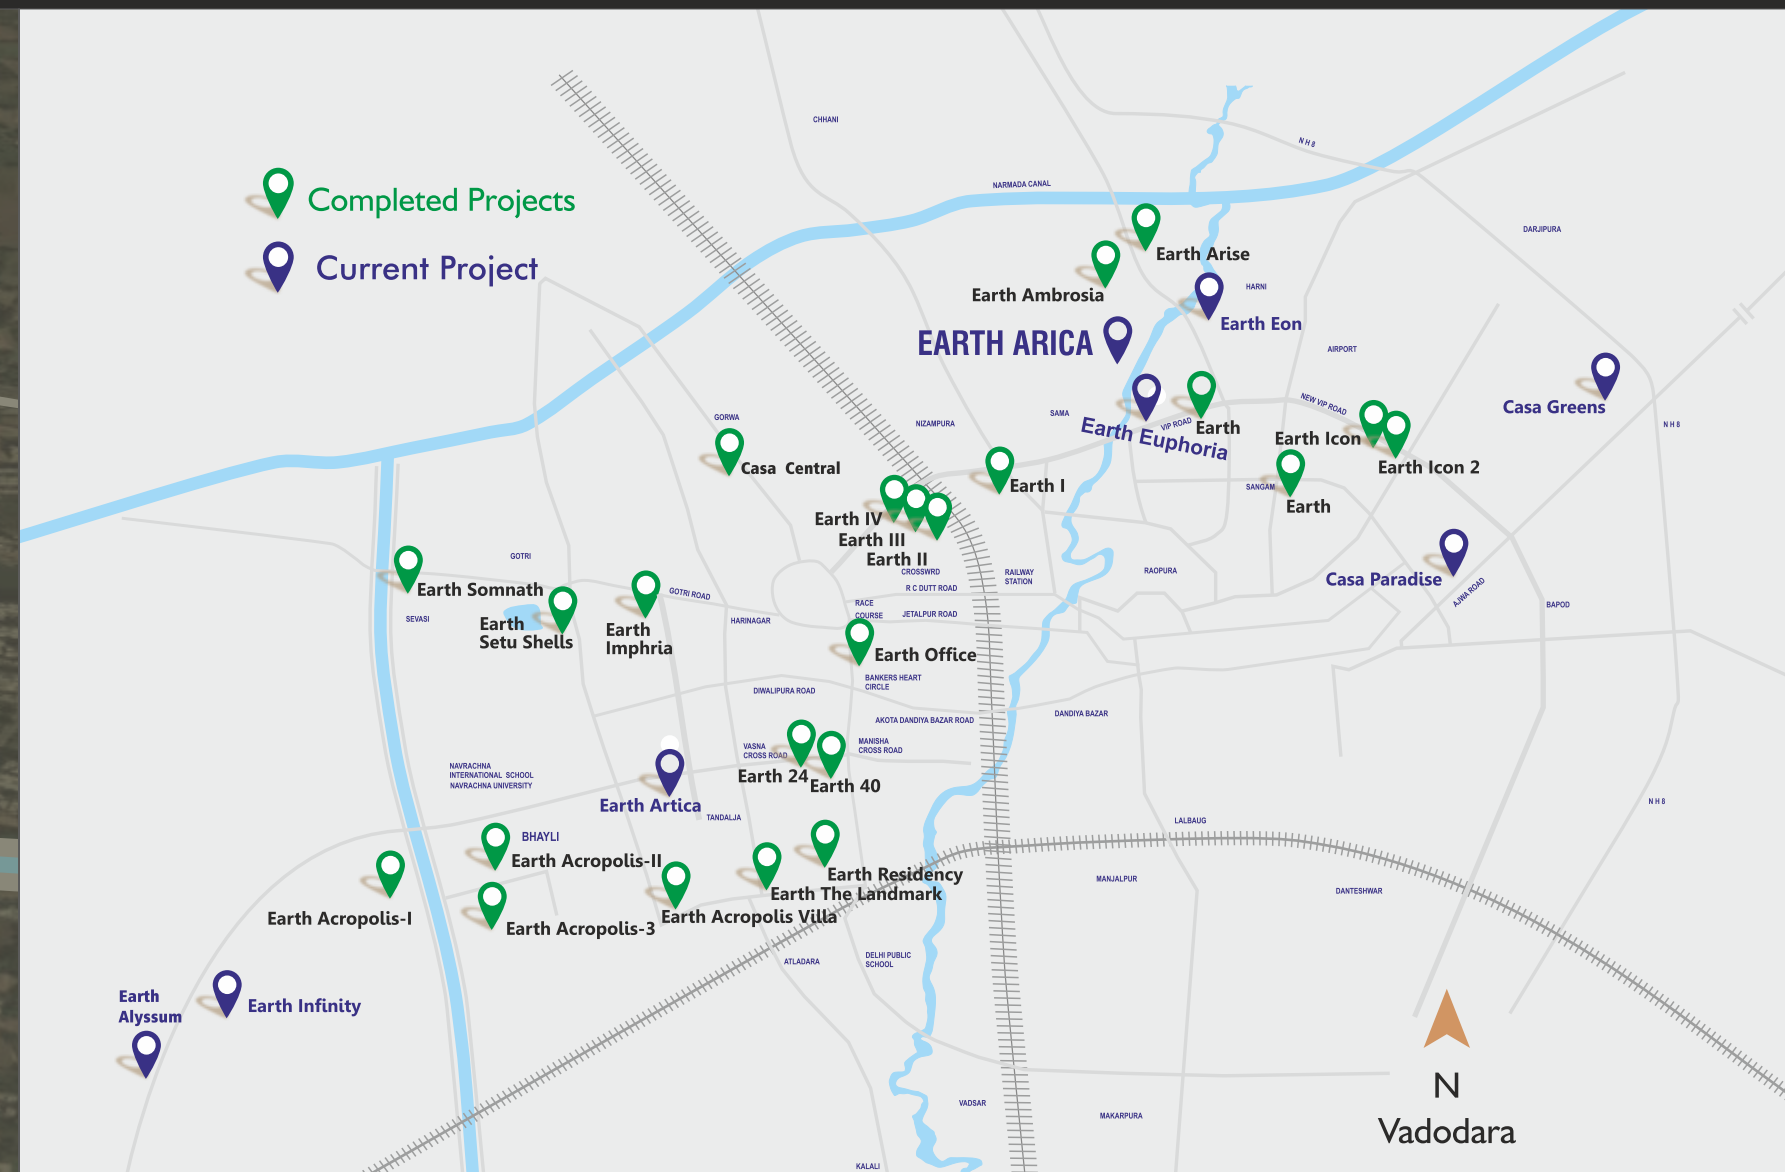 CHHANI
N H 8
NARMADA CANAL
Completed Projects
Current Project
DARJIPURA
Earth Arise
Earth Ambrosia
HARNI
Earth Eon
EARTH ARICA
AIRPORT
Casa Greens
NEW VIP ROAD
GORWA
NIZAMPURA
SAMA
VIP ROAD
Earth
Earth Euphoria
N H 8
Earth Icon
Earth Icon 2
Casa Central
Earth I
SANGAM
Earth
Earth IV
Earth III
Earth II
GOTRI
CROSSWRD
RAILWAY
STATION
RAOPURA
Casa Paradise
AJWA ROAD
BAPOD
Earth Somnath
GOTRI ROAD
R C DUTT ROAD
RACE
COURSE
JETALPUR ROAD
SEVASI
HARINAGAR
Earth
Setu Shells
Earth
Imphria
Earth Office
BANKERS HEART
CIRCLE
DIWALIPURA ROAD
AKOTA DANDIYA BAZAR ROAD
DANDIYA BAZAR
VASNA
CROSS ROAD
MANISHA
CROSS ROAD
NAVRACHNA
INTERNATIONAL SCHOOL
NAVRACHNA UNIVERSITY
Earth 24
Earth 40
Earth Artica
TANDALJA
LALBAUG
N H 8
BHAYLI
Earth Acropolis-II
Earth Residency
Earth The Landmark
MANJALPUR
DANTESHWAR
Earth Acropolis-I
Earth Acropolis-3
Earth Acropolis Villa
ATLADARA
DELHI PUBLIC
SCHOOL
Earth
Alyssum
Earth Infinity
N
Vadodara
VADSAR
MAKARPURA
KALALI